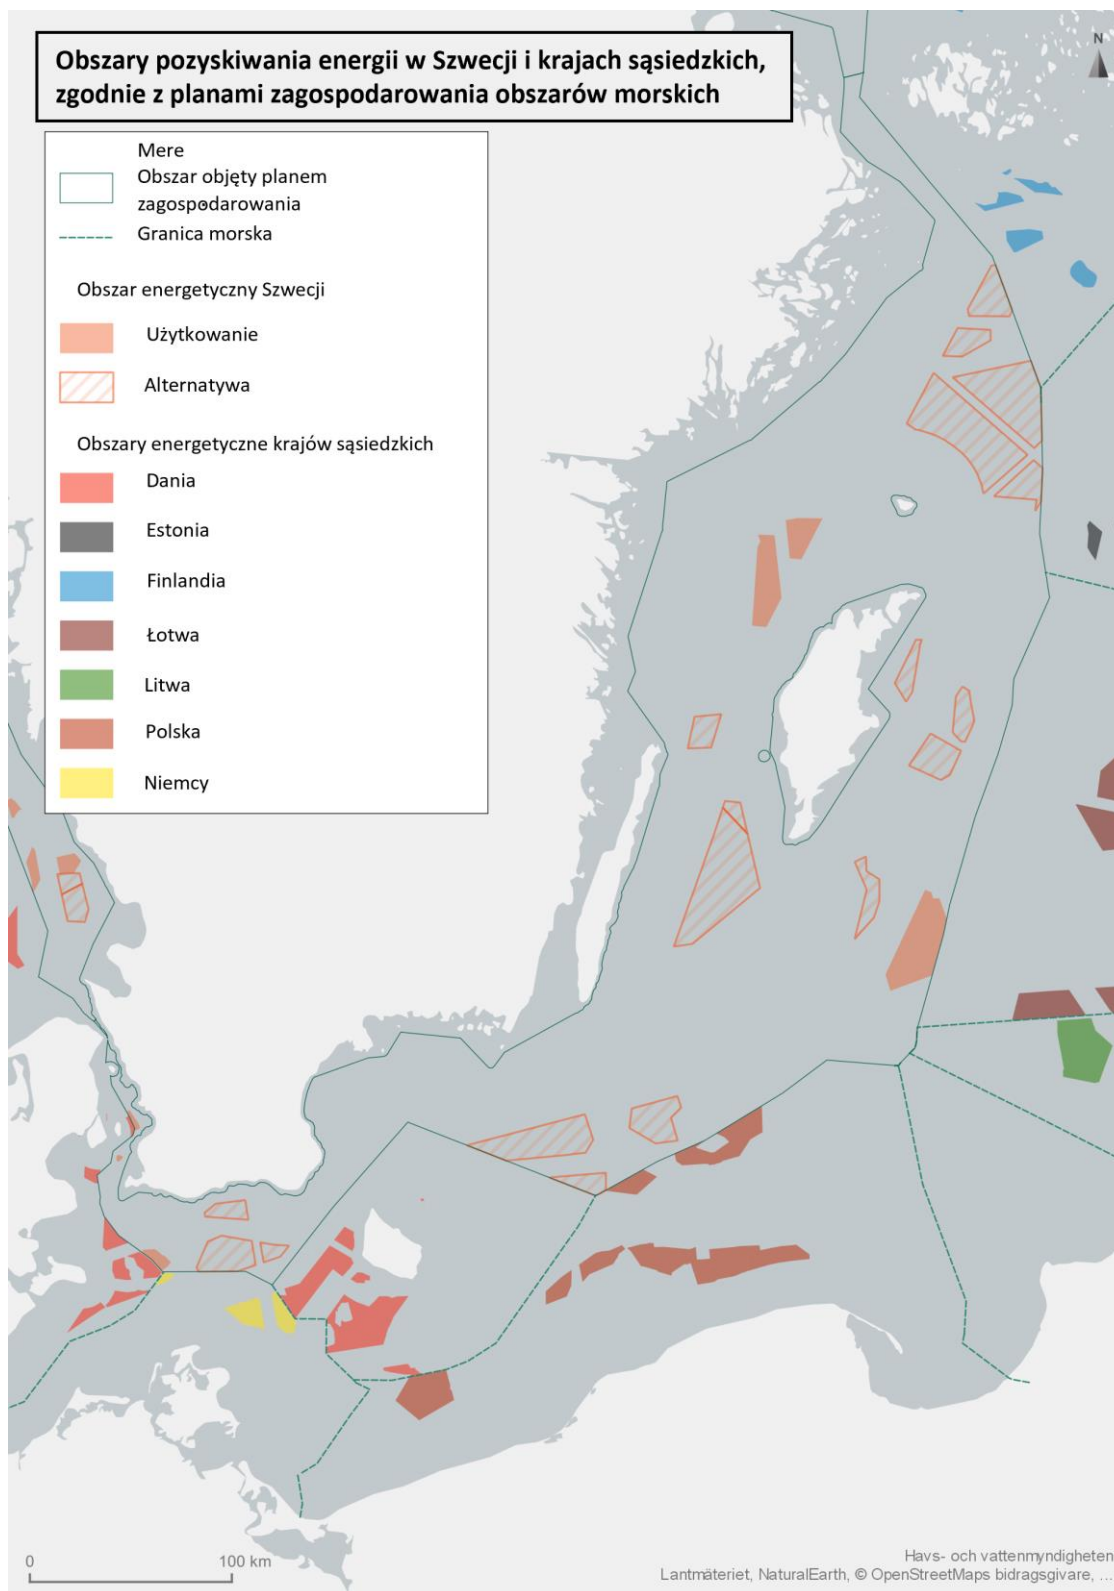 Obszary pozyskiwania energii w Szwecji i krajach sąsiedzkich,
zgodnie z planami zagospodarowania obszarów morskich
N
Mere
Obszar objęty planem
zagospodarowania
Granica morska
Obszar energetyczny Szwecji
Użytkowanie
Alternatywa
Obszary energetyczne krajów sąsiedzkich
Dania
Estonia
Finlandia
Łotwa
Litwa
Polska
Niemcy
0 100 km
Havs- och vattenmyndigheten
Lantmäteriet, NaturalEarth, © OpenStreetMaps bidragsgivare, ...